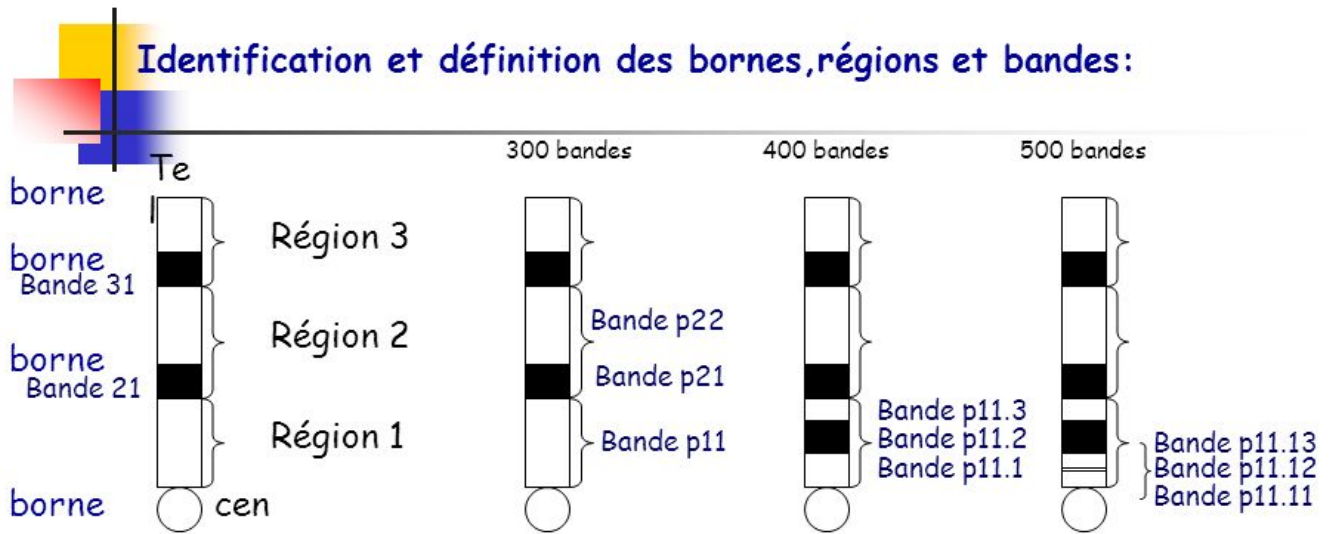 Identification et définition des bornes,régions et bandes:
300 bandes
400 bandes
500 bandes
Te
l
borne
Région 3
borne
Bande 31
Région 2
Bande p22
borne
Bande 21
Bande p21
Région 1
Bande p11
Bande p11.3
Bande p11.2
Bande p11.1
Bande p11.13
Bande p11.12
Bande p11.11
borne
cen